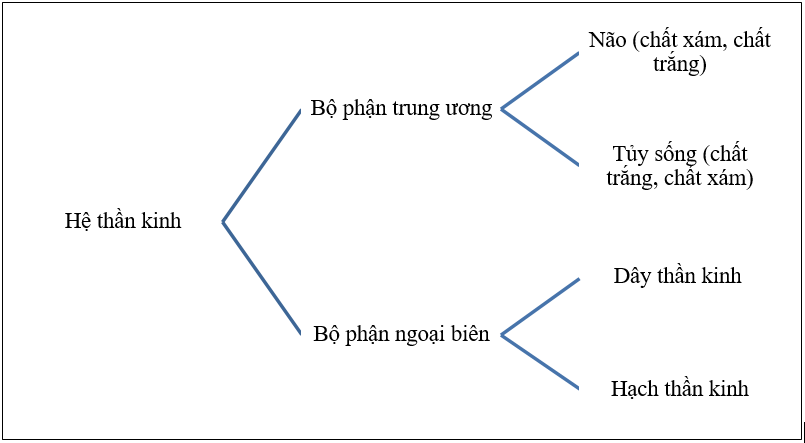 Não (chất xám, chất
trắng)
Bộ phận trung ương
Tủy sống (chất
trắng, chất xám)
Hệ thần kinh
Dây thần kinh
Bộ phận ngoại biên
Hạch thần kinh